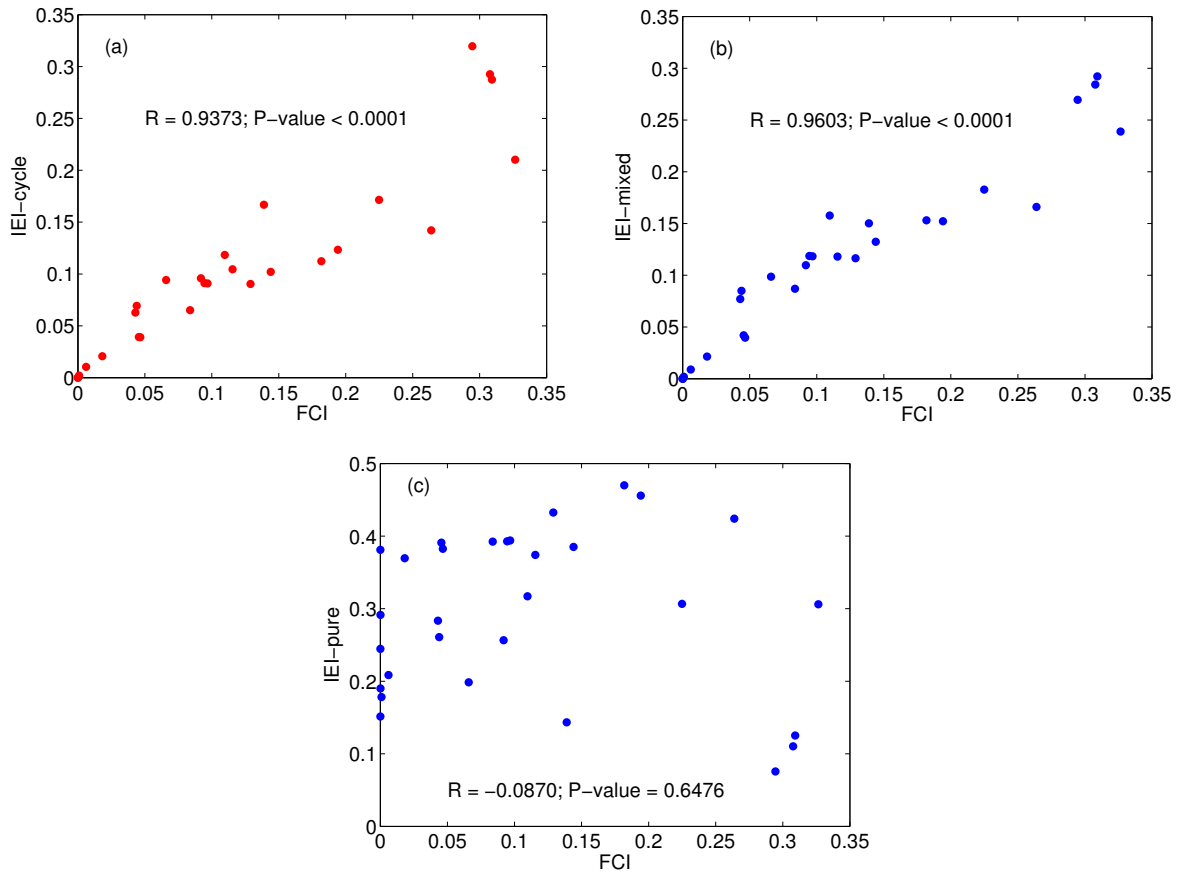 (a)
R = 0.9373; P−value < 0.0001
IEI−cycle
0.35
0.3
0.25
0.2
0.15
0.1
0.05
0
0 0.05 0.1 0.15 0.2 0.25 0.3 0.35
FCI
(b)
R = 0.9603; P−value < 0.0001
IEI−mixed
0.35
0.3
0.25
0.2
0.15
0.1
0.05
0
0 0.05 0.1 0.15 0.2 0.25 0.3 0.35
FCI
(c)
R = −0.0870; P−value = 0.6476
IEI−pure
0.5
0.4
0.3
0.2
0.1
0
0 0.05 0.1 0.15 0.2 0.25 0.3 0.35
FCI